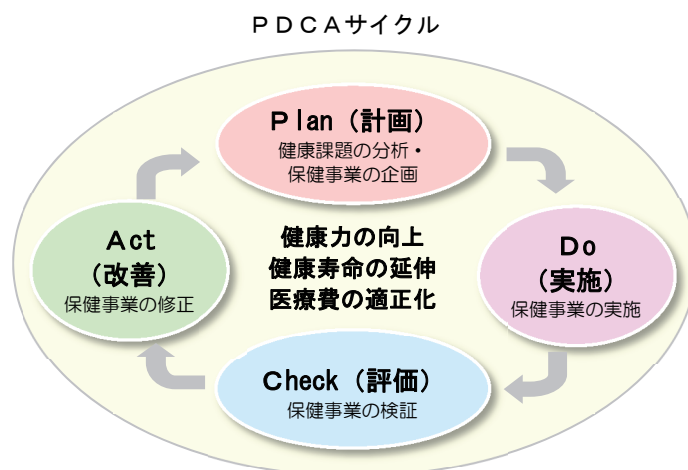 ＰＤＣＡサイクル
Ｐｌａｎ（計画）
健康課題の分析・
保健事業の企画
Ａｃｔ
（改善）
保健事業の修正
健康力の向上
健康寿命の延伸
医療費の適正化
Ｄｏ
（実施）
保健事業の実施
Check（評価）
保健事業の検証